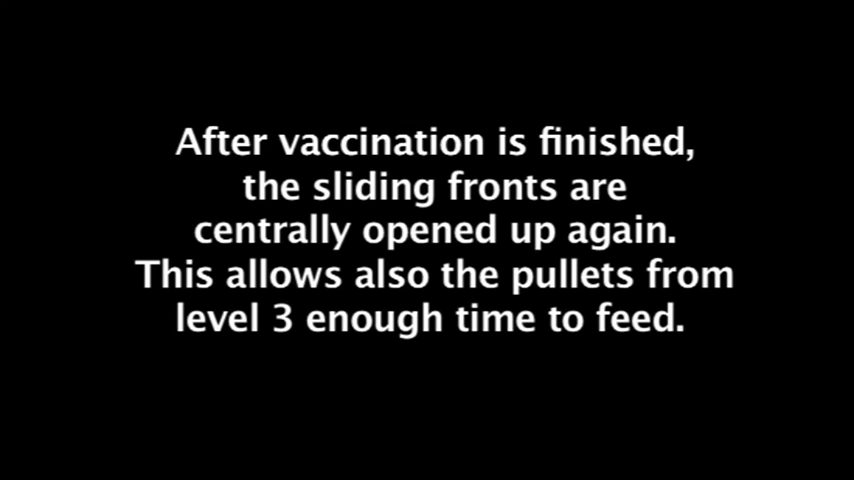 After vaccination is finished,
the sliding fronts are
centrally opened up again.
This allows also the pullets from
level 3 enough time to feed.